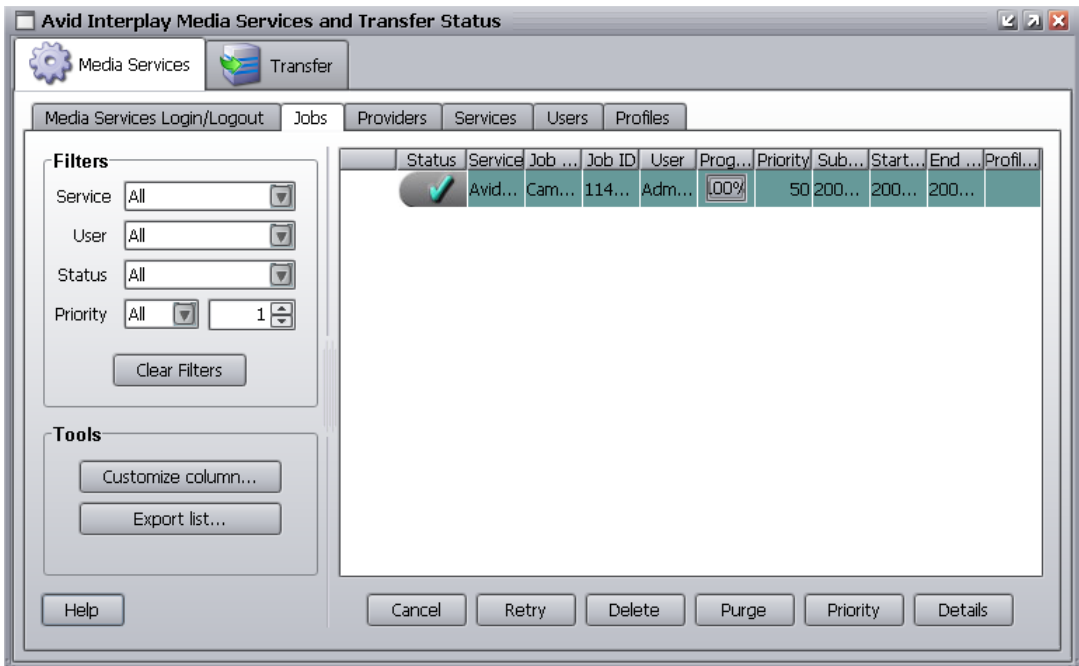 Avid Interplay Media Services and Transfer Status
Media Services Transfer
Media Services Login/Logout Jobs Providers Services Users Profiles
Filters
Service All
User All
Status All
Priority All 1
Clear Filters
Tools
Customize column...
Export list...
Help
Status Service Job ... Job ID User Prog... Priority Sub... Start... End ... Profil...
Avid... Cam... 114... Adm... .00% 50 200... 200... 200...
Cancel Retry Delete Purge Priority Details